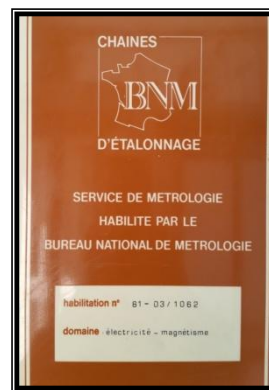 CHAINES
BNM
D'ÉTALONNAGE
SERVICE DE METROLOGIE
HABILITE PAR LE
BUREAU NATIONAL DE METROLOGIE
habilitation n° 81 - 03 / 1062
domaine électricité - magnétisme